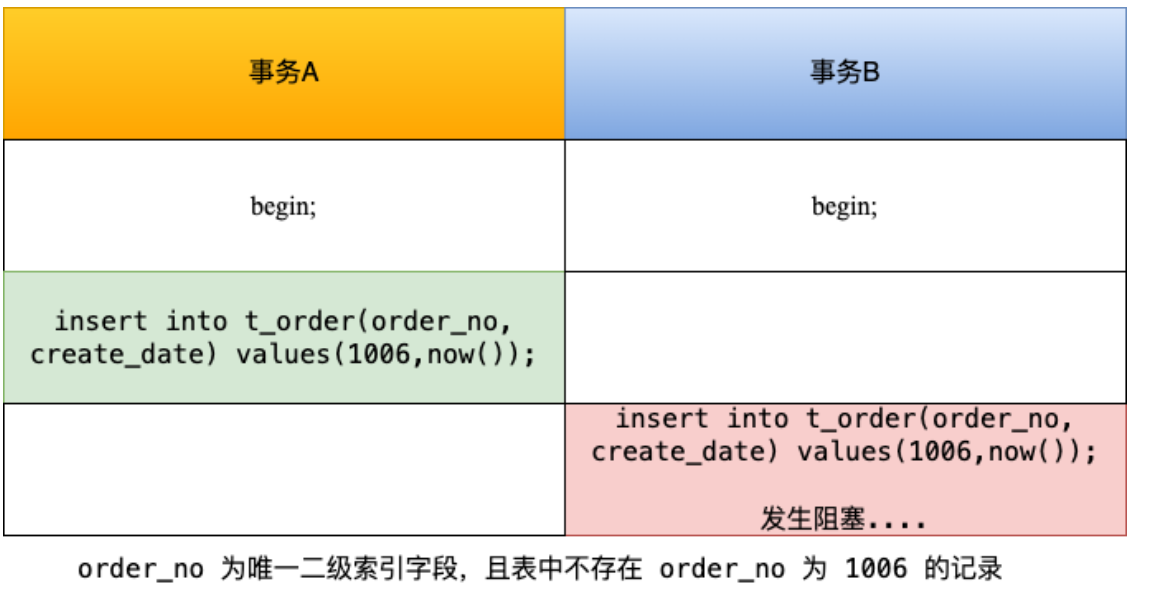 事务A
事务B
begin;
begin;
insert into t_order(order_no,
create_date) values(1006,now());
insert into t_order(order_no,
create_date) values(1006,now());
发生阻塞....
order_no 为唯一二级索引字段，且表中不存在 order_no 为 1006 的记录